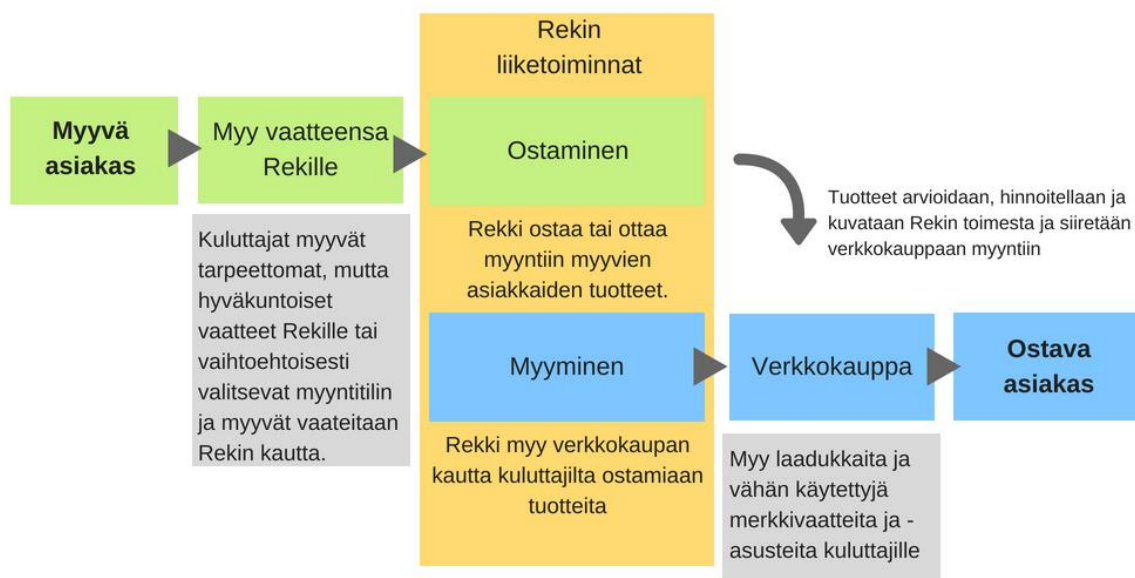 Rekin
liiketoiminnat
Myyvä
asiakas
Myy vaatteensa
Rekille
Ostaminen
Kuluttajat myyvät
tarpeettomat, mutta
hyväkuntoiset
vaatteet Rekille tai
vaihtoehtoisesti
valitsevat myyntitilin
ja myyvät vaateitaan
Rekin kautta.
Rekki ostaa tai ottaa
myyntiin myyvien
asiakkaiden tuotteet.
Tuotteet arvioidaan, hinnoitellaan ja
kuvataan Rekin toimesta ja siiretään
verkkokauppaan myyntiin
Myyminen
Verkkokauppa
Ostava
asiakas
Rekki myy verkkokaupan
kautta kuluttajilta ostamiaan
tuotteita
Myy laadukkaita ja
vähän käytettyjä
merkkivaatteita ja -
asusteita kuluttajille